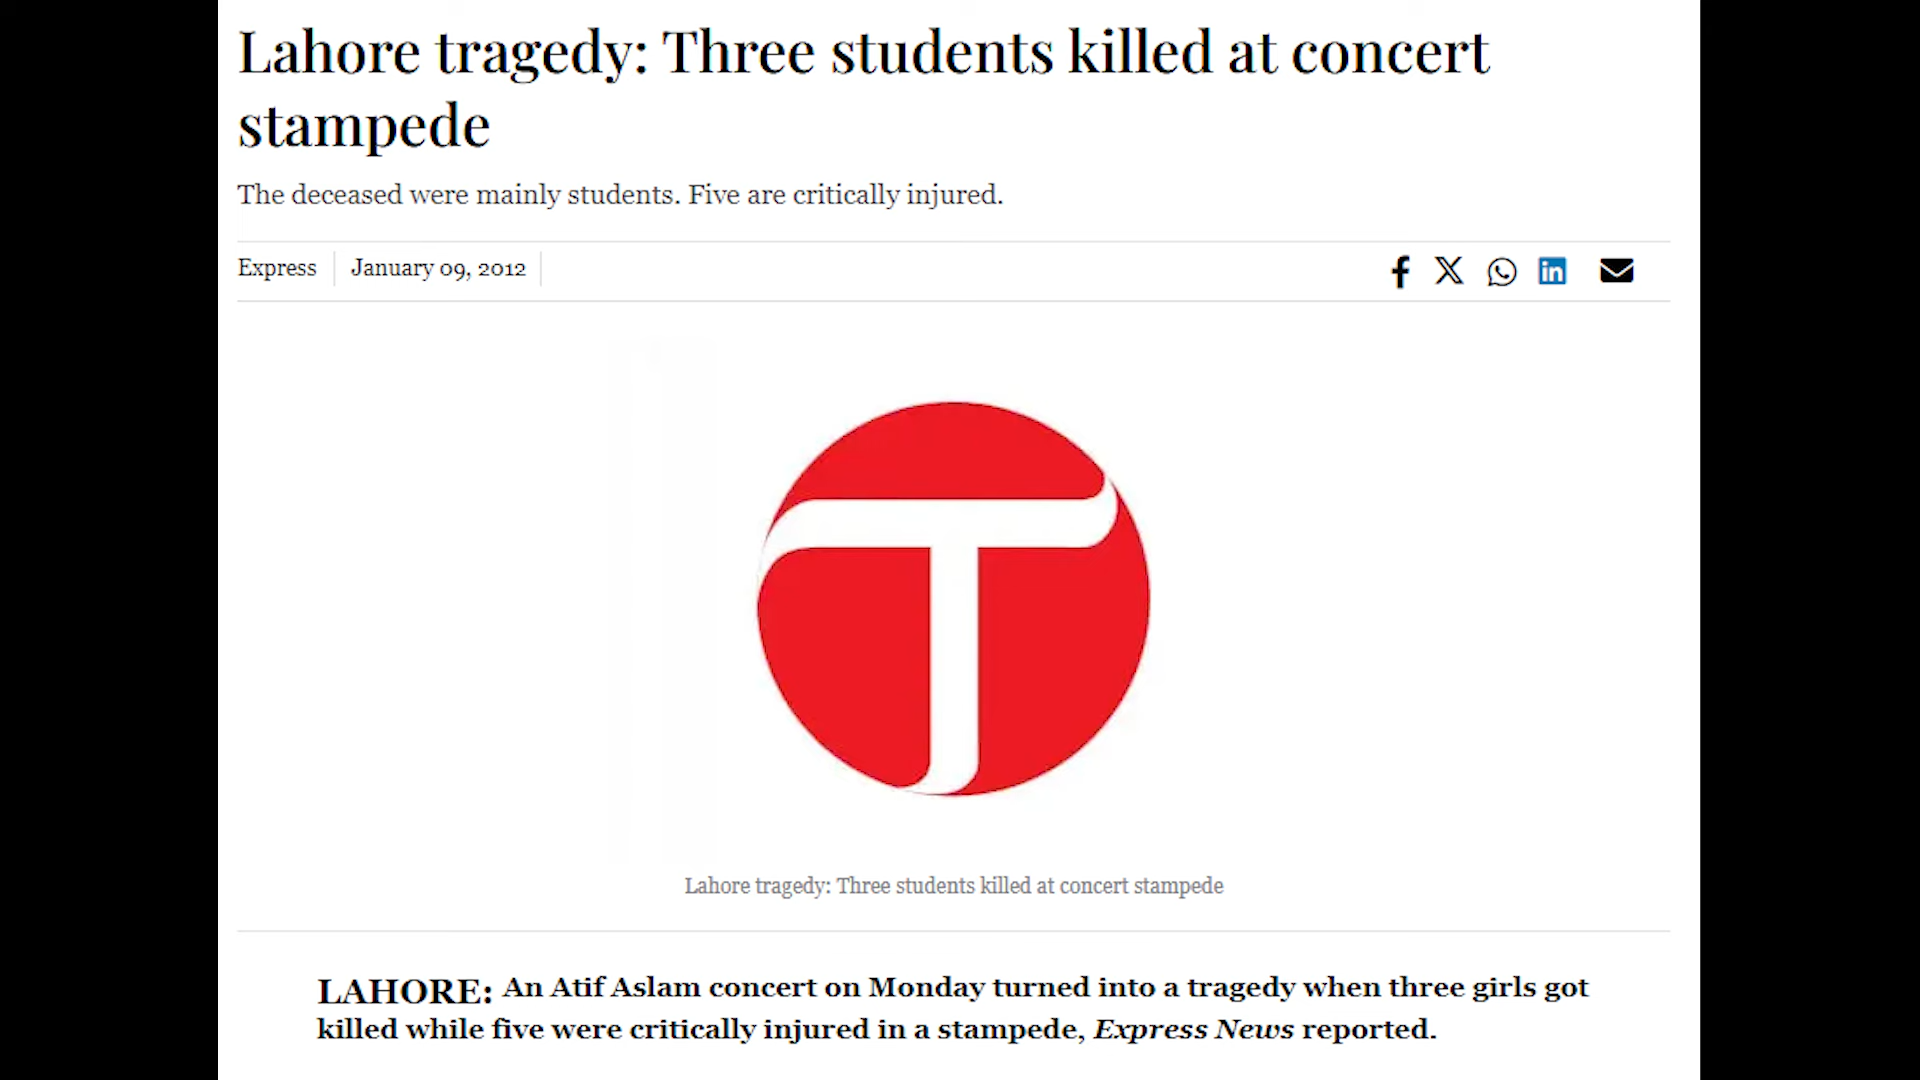 Lahore tragedy: Three students killed at concert
stampede
The deceased were mainly students. Five are critically injured.
Express
January 09, 2012
T
Lahore tragedy: Three students killed at concert stampede
LAHORE: An Atif Aslam concert on Monday turned into a tragedy when three girls got
killed while five were critically injured in a stampede, Express News reported.